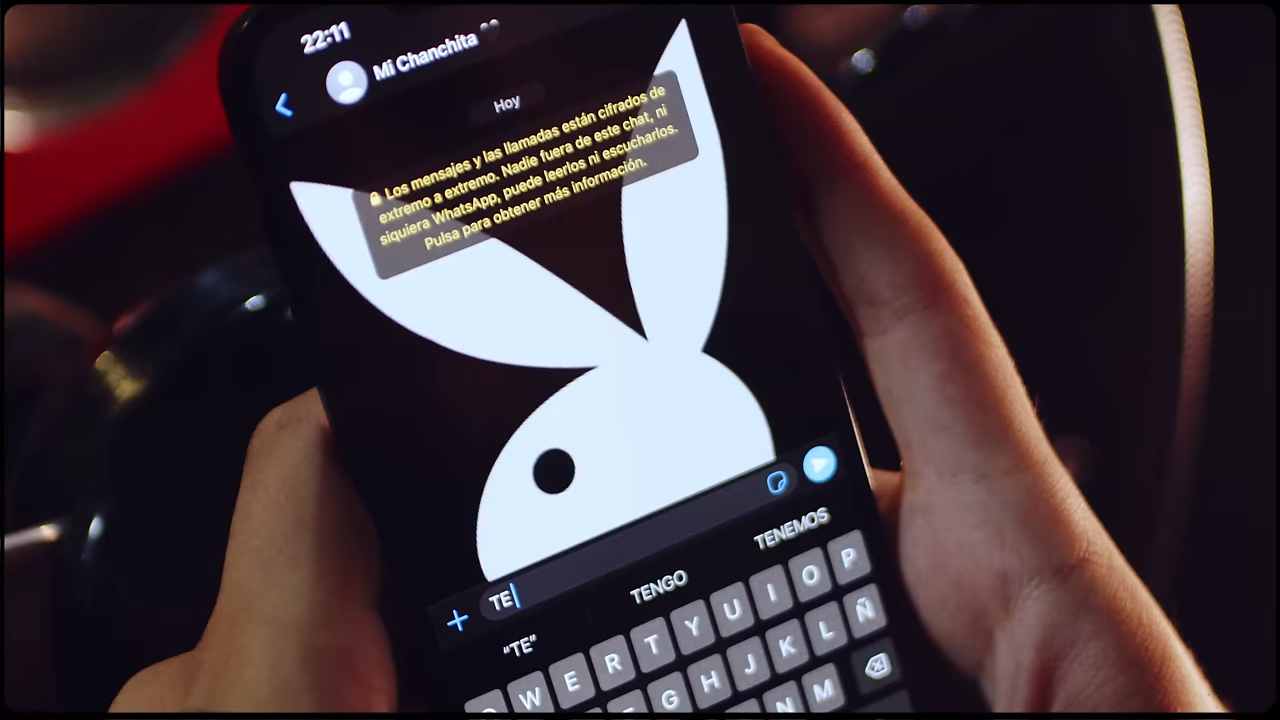 22:11
Mi Chanchita
Hoy
Los mensajes y las llamadas están cifrados de
extremo a extremo. Nadie fuera de este chat, ni
siquiera WhatsApp, puede leerlos ni escucharlos.
Pulsa para obtener más información.
TE
"TE" TENGO TENEMOS
W E R T Y U I O P
G H J K L Ñ
N M